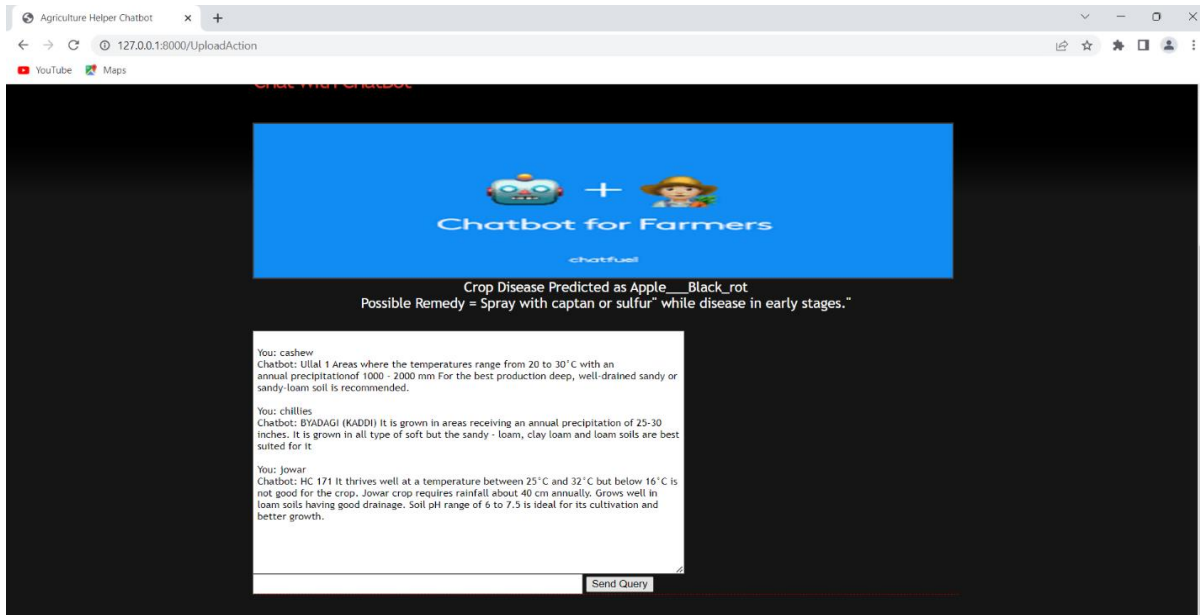 Agriculture Helper Chatbot
127.0.0.1:8000/UploadAction
YouTube Maps
Chat With ChatBot
Chatbot for Farmers
chatfuel
Crop Disease Predicted as Apple___Black_rot
Possible Remedy = Spray with captan or sulfur" while disease in early stages."
You: cashew
Chatbot: Ullal 1 Areas where the temperatures range from 20 to 30°C with an
annual precipitationof 1000 - 2000 mm For the best production deep, well-drained sandy or
sandy-loam soil is recommended.
You: chillies
Chatbot: BYADAGI (KADDI) It is grown in areas receiving an annual precipitation of 25-30
inches. It is grown in all type of soft but the sandy - loam, clay loam and loam soils are best
suited for it
You: jowar
Chatbot: HC 171 It thrives well at a temperature between 25°C and 32°C but below 16°C is
not good for the crop. Jowar crop requires rainfall about 40 cm annually. Grows well in
loam soils having good drainage. Soil pH range of 6 to 7.5 is ideal for its cultivation and
better growth.
Send Query